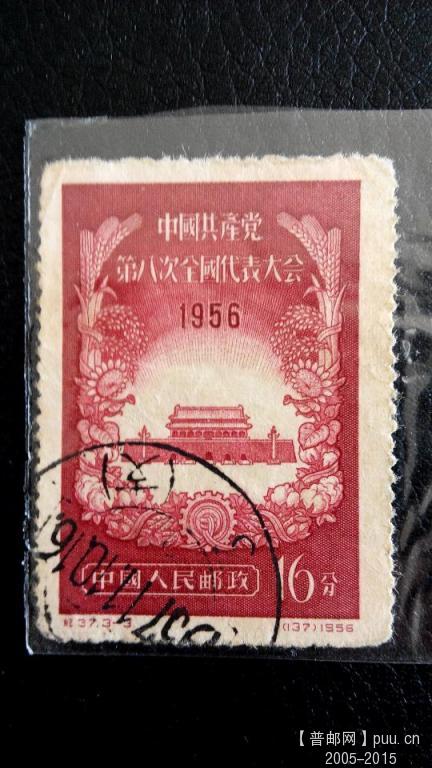 中國共產党
第八次全國代表大会
1956
中國人民邮政
16分
紀37.3-3
(137)1956
【普邮网】puu.cn
2005-2015